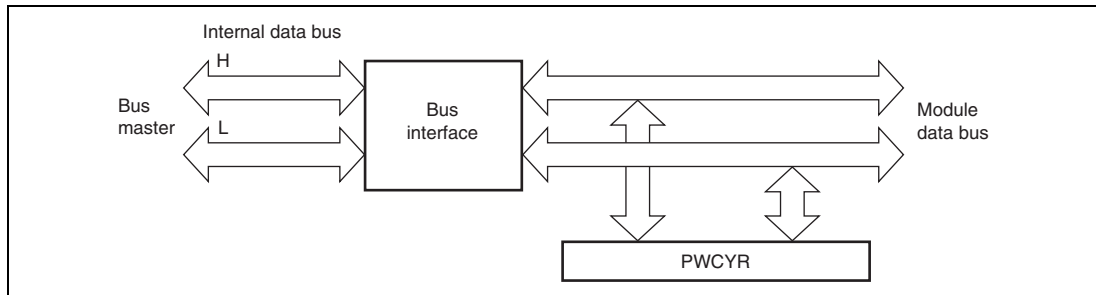 Internal data bus
H
Bus
master
L
Bus
interface
Module
data bus
PWCYR